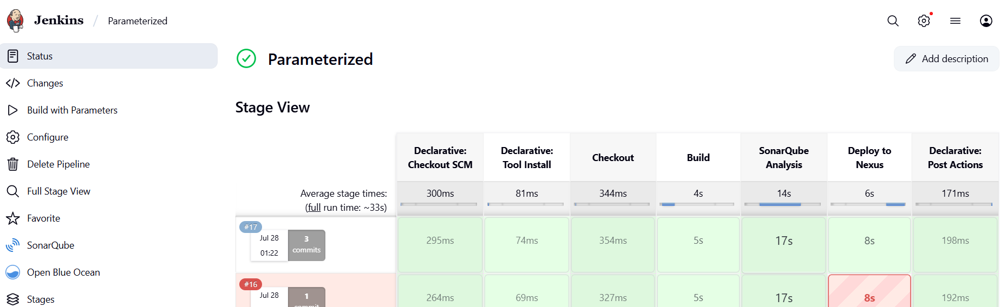 Jenkins / Parameterized
Status
Changes
Build with Parameters
Configure
Delete Pipeline
Full Stage View
Favorite
SonarQube
Open Blue Ocean
Stages
Parameterized
Add description
Stage View
Declarative: Checkout SCM
Declarative: Tool Install
Checkout
Build
SonarQube Analysis
Deploy to Nexus
Declarative: Post Actions
Average stage times:
(full run time: ~33s)
300ms
81ms
344ms
4s
14s
6s
171ms
#17
Jul 28
01:22
3
commits
295ms
74ms
354ms
5s
17s
8s
198ms
#16
Jul 28
1
commit
264ms
69ms
327ms
5s
17s
8s
192ms